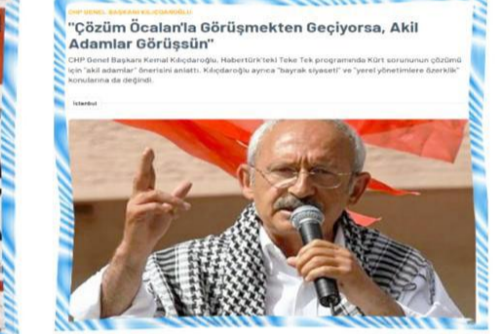 CHP GENEL BAŞKANI KILIÇDAROĞLU
"Çözüm Öcalan'la Görüşmekten Geçiyorsa, Akil
Adamlar Görüşsün"
CHP Genel Başkanı Kemal Kılıçdaroğlu, Habertürk'teki Teke Tek programında Kürt sorununun çözümü
için "akil adamlar" önerisini anlattı. Kılıçdaroğlu ayrıca "bayrak siyaseti" ve "yerel yönetimlere özerklik"
konularına da değindi.
İstanbul